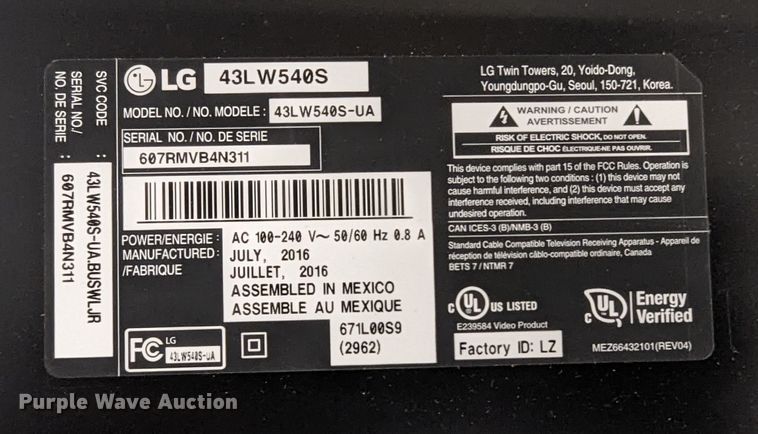 SVC CODE : 43LW540S-UA.BUSWLJR
SERIAL NO./
NO. DE SERIE : 607RMVB4N311
LG 43LW540S
MODEL NO. / NO. MODELE : 43LW540S-UA
SERIAL NO. / NO. DE SERIE
607RMVB4N311
POWER/ENERGIE : AC 100-240 V~ 50/60 Hz 0.8 A
MANUFACTURED : JULY, 2016
/FABRIQUE JUILLET, 2016
ASSEMBLED IN MEXICO
ASSEMBLE AU MEXIQUE
FC LG
43LW540S-UA
671L00S9
(2962)
LG Twin Towers, 20, Yoido-Dong,
Youngdungpo-Gu, Seoul, 150-721, Korea.
WARNING / CAUTION
AVERTISSEMENT
RISK OF ELECTRIC SHOCK, DO NOT OPEN.
RISQUE DE CHOC ÉLECTRIQUE-NE PAS OUVRIR.
This device complies with part 15 of the FCC Rules. Operation is
subject to the following two conditions : (1) this device may not
cause harmful interference, and (2) this device must accept any
interference received, including interference that may cause
undesired operation.
CAN ICES-3 (B)/NMB-3 (B)
Standard Cable Compatible Television Receiving Apparatus - Appareil de
réception de télévision câblo-compatible ordinaire, Canada
BETS 7 / NTMR 7
c UL US LISTED
E239584 Video Product
Factory ID: LZ
c UL Energy
Verified
MEZ66432101(REV04)
Purple Wave Auction